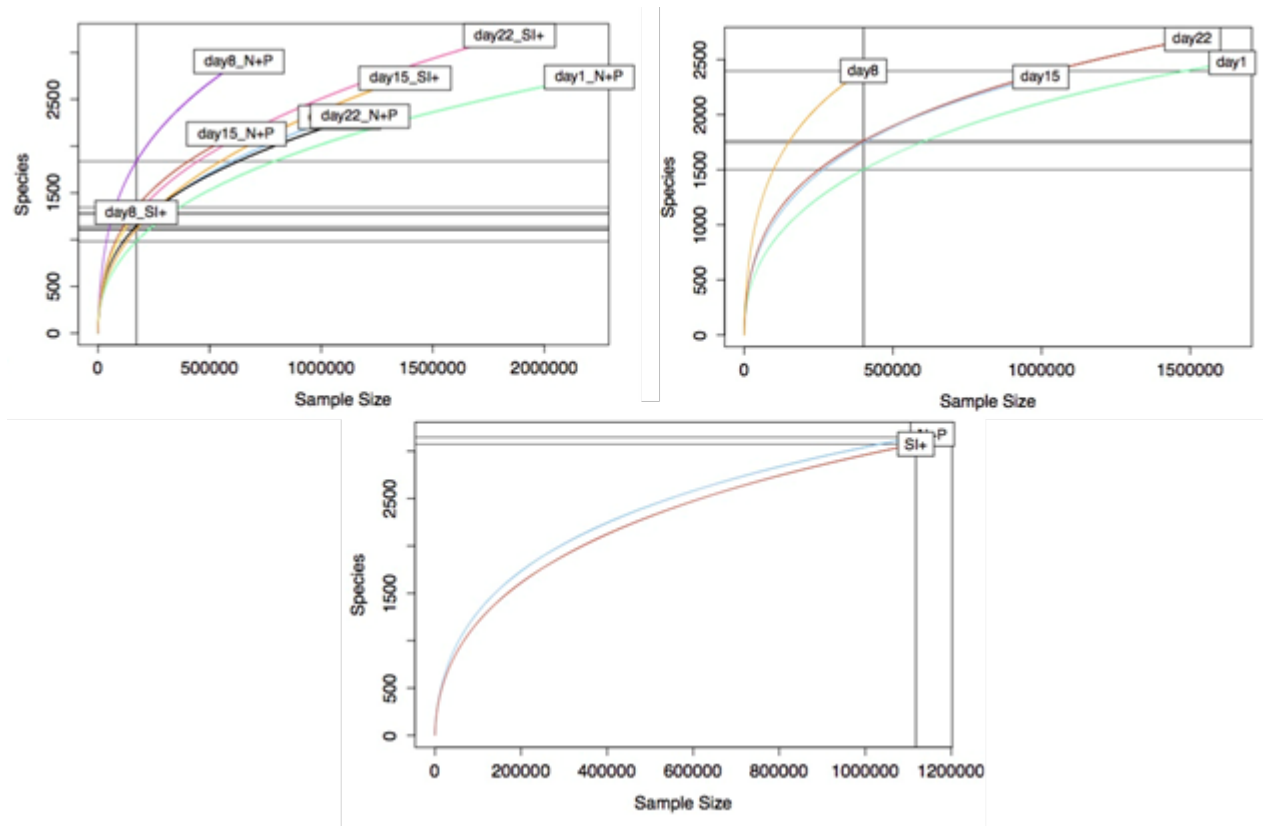 day22_SI+
day8_N+P
day15_SI+
day1_N+P
day22_N+P
day15_N+P
day8_SI+
Species
2500
1500
500
0
0 500000 1000000 1500000 2000000
Sample Size
day22
day1
day8
day15
Species
2500
2000
1500
1000
500
0
0 500000 1000000 1500000
Sample Size
N+P
SI+
Species
2500
1500
500
0
0 200000 400000 600000 800000 1000000 1200000
Sample Size